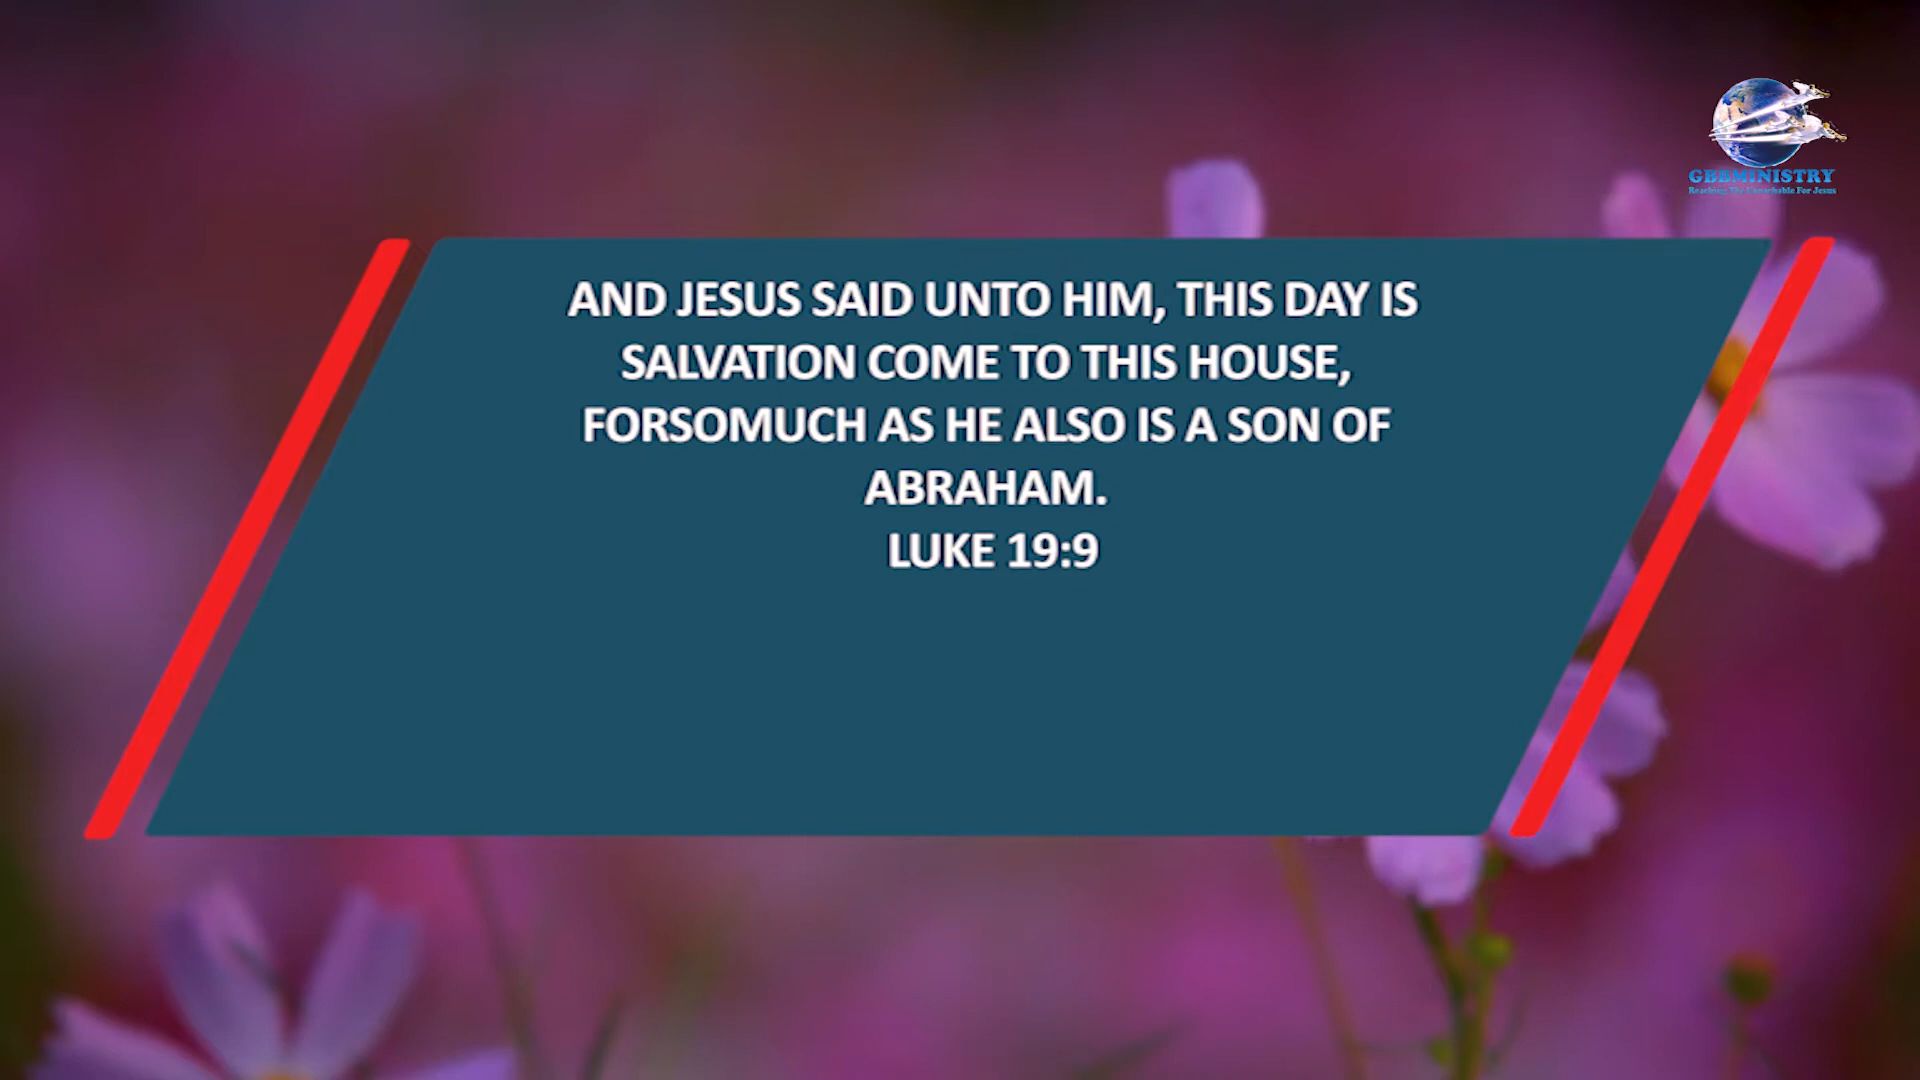 GBBMINISTRY
AND JESUS SAID UNTO HIM, THIS DAY IS
SALVATION COME TO THIS HOUSE,
FORSOMUCH AS HE ALSO IS A SON OF
ABRAHAM.
LUKE 19:9